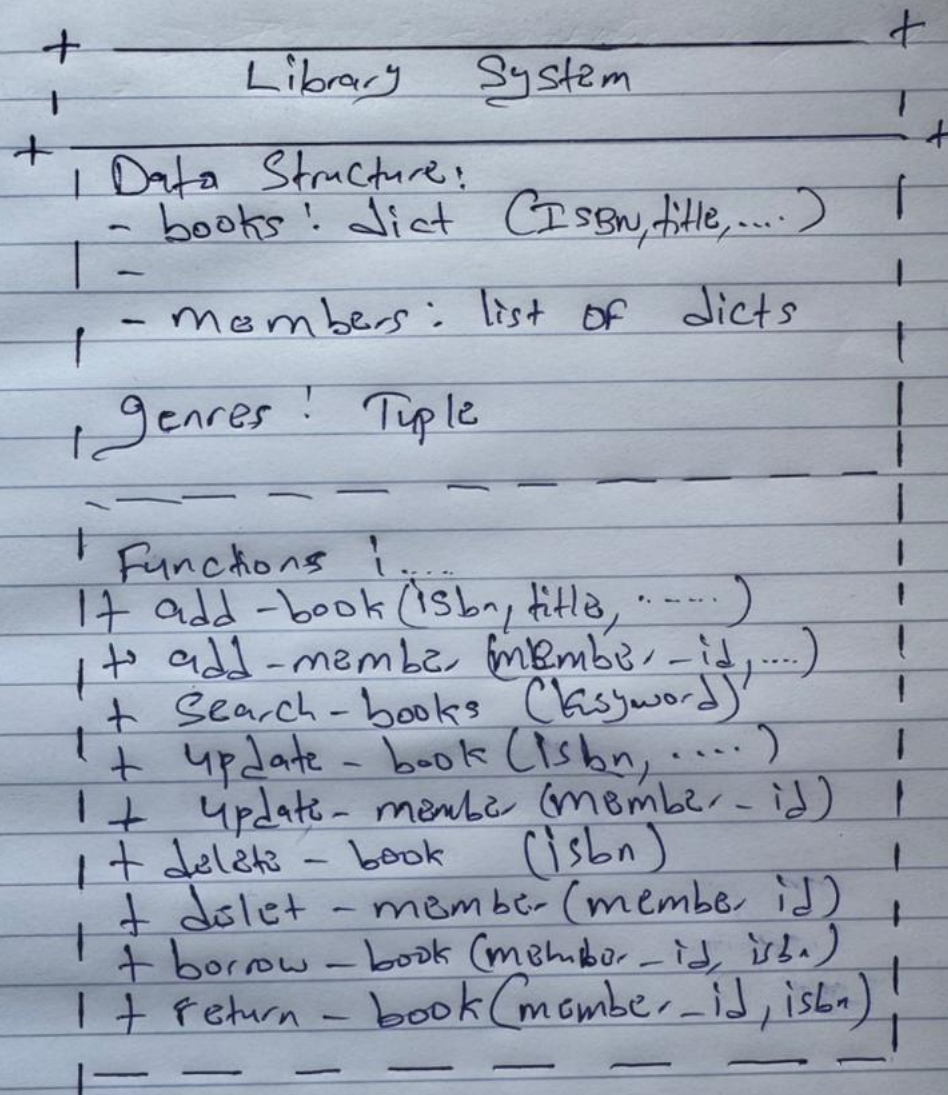 Library System
Data Structure:
- books: dict (ISBN, title, ....)
-
- members: list of dicts
genres: Tuple
Functions :....
+ add-book(isbn, title, ......)
+ add-member (member-id, ....)
+ Search-books (keyword)
+ update-book (isbn, .....)
+ update-member (member-id)
+ delete-book (isbn)
+ delet-member (member id)
+ borrow-book (member-id, isbn)
+ return-book (member-id, isbn)